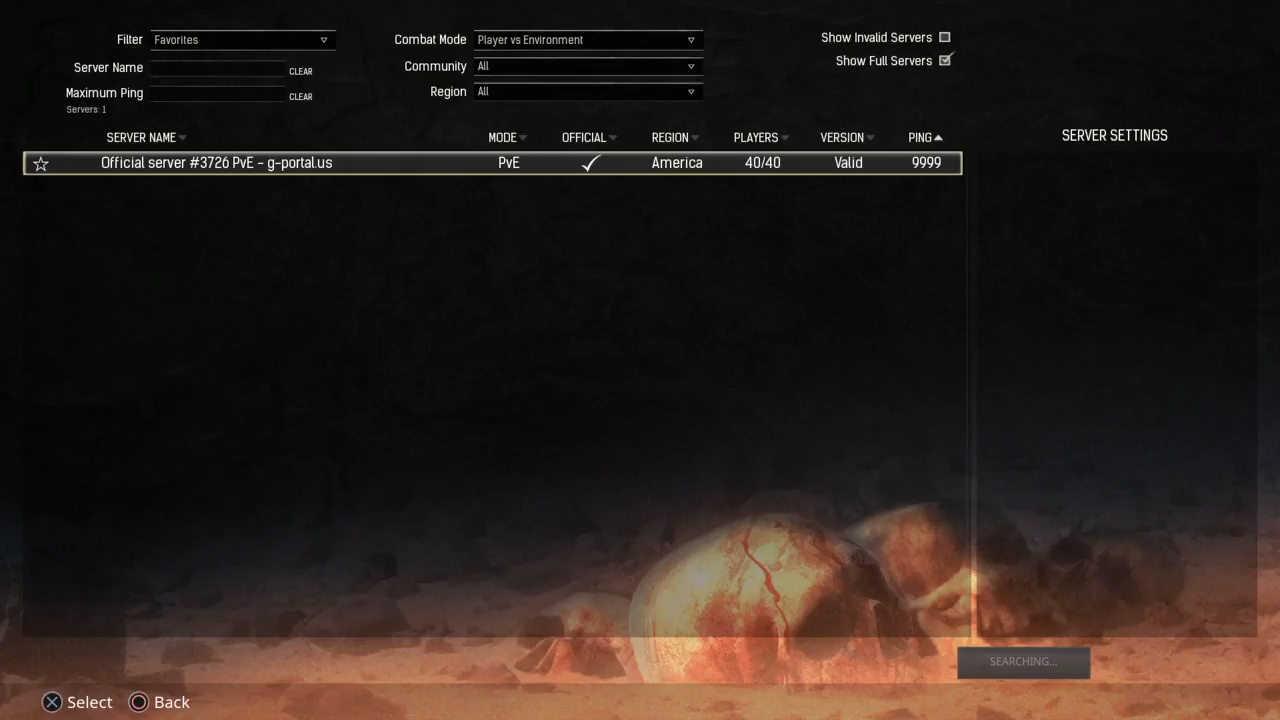 Filter Favorites
Combat Mode Player vs Environment
Show Invalid Servers
Server Name CLEAR
Community All
Show Full Servers
Maximum Ping CLEAR
Region All
Servers: 1
SERVER NAME MODE OFFICIAL REGION PLAYERS VERSION PING
SERVER SETTINGS
Official server #3726 PvE - g-portal.us PvE America 40/40 Valid 9999
SEARCHING...
Select Back